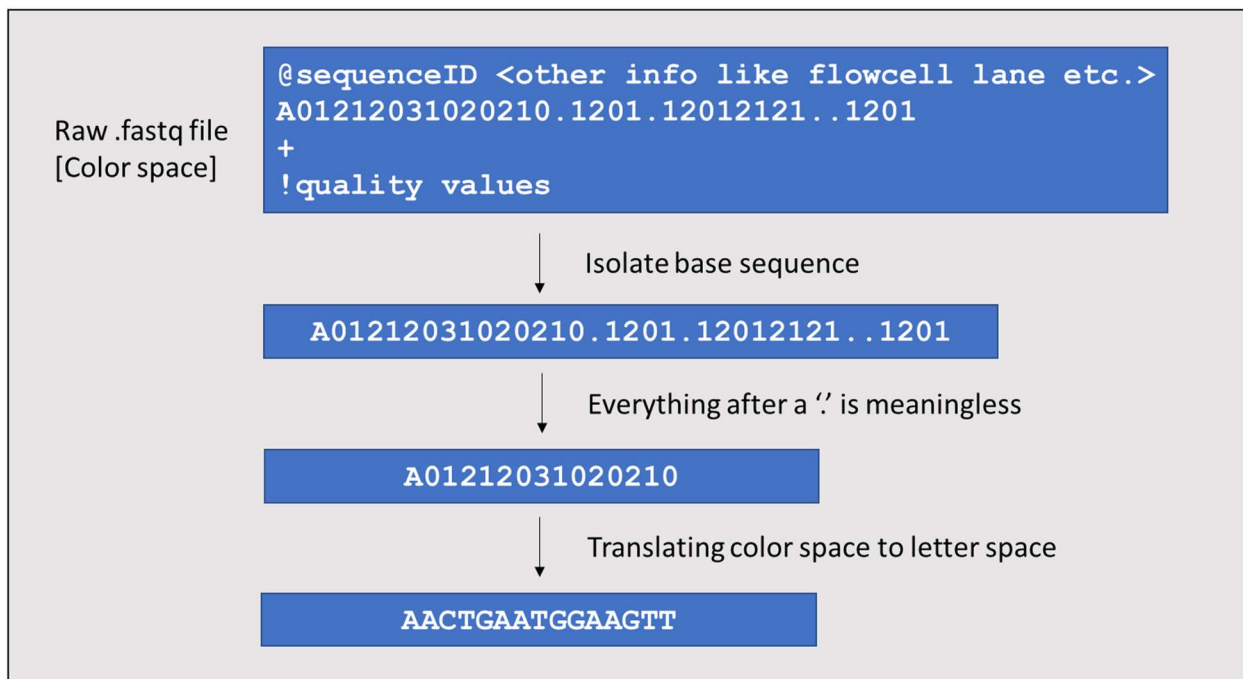 @sequenceID <other info like flowcell lane etc.>
Raw .fastq file
[Color space]
A01212031020210.1201.12012121..1201
+
!quality values
Isolate base sequence
A01212031020210.1201.12012121..1201
Everything after a ‘.’ is meaningless
A01212031020210
Translating color space to letter space
AACTGAATGGAAGTT